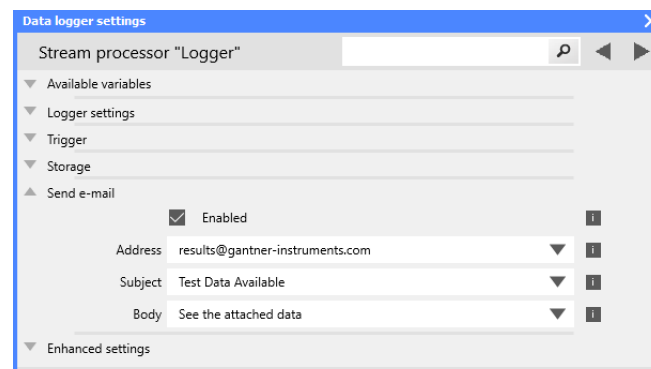 Data logger settings
Stream processor "Logger"
Available variables
Logger settings
Trigger
Storage
Send e-mail
Enabled
Address results@gantner-instruments.com
Subject Test Data Available
Body See the attached data
Enhanced settings